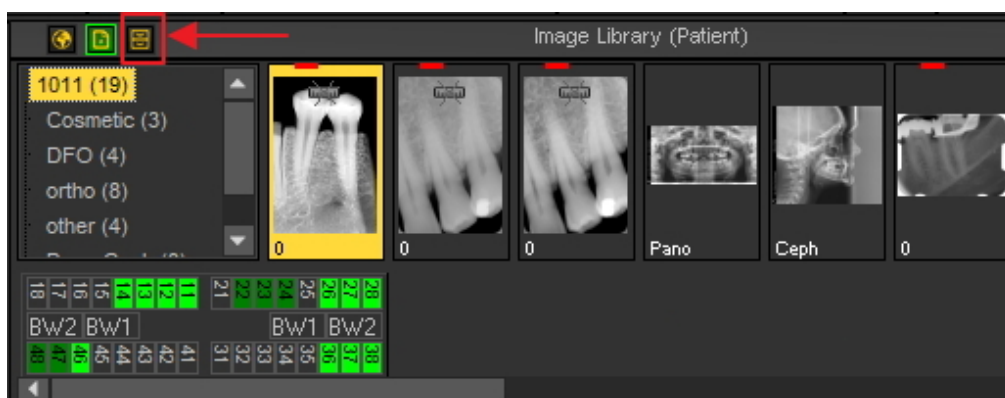 Image Library (Patient)
1011 (19)
Cosmetic (3)
DFO (4)
ortho (8)
other (4)
0
0
0
Pano
Ceph
0
18 17 16 15 14 13 12 11 21 22 23 24 25 26 27 28
BW2 BW1 BW1 BW2
48 47 46 45 44 43 42 41 31 32 33 34 35 36 37 38